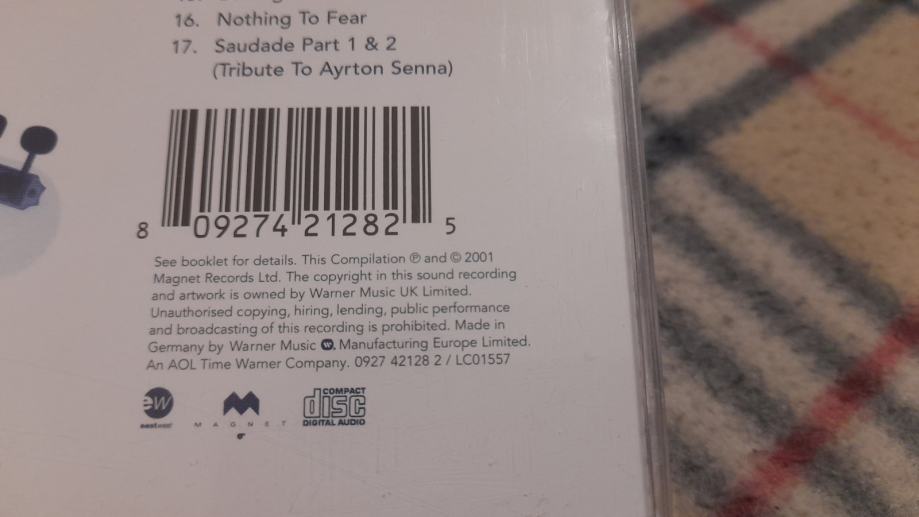 16. Nothing To Fear
17. Saudade Part 1 & 2
(Tribute To Ayrton Senna)
8 09274 21282 5
See booklet for details. This Compilation ℗ and © 2001
Magnet Records Ltd. The copyright in this sound recording
and artwork is owned by Warner Music UK Limited.
Unauthorised copying, hiring, lending, public performance
and broadcasting of this recording is prohibited. Made in
Germany by Warner Music Manufacturing Europe Limited.
An AOL Time Warner Company. 0927 42128 2 / LC01557
ew
eastwest
MAGNET
COMPACT
disc
DIGITAL AUDIO